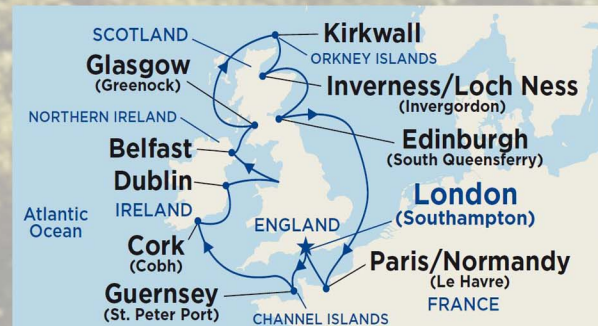 SCOTLAND
Kirkwall
ORKNEY ISLANDS
Glasgow
(Greenock)
Inverness/Loch Ness
(Invergordon)
NORTHERN IRELAND
Belfast
Edinburgh
(South Queensferry)
Dublin
London
(Southampton)
Atlantic
Ocean
IRELAND
ENGLAND
Cork
(Cobh)
Paris/Normandy
(Le Havre)
Guernsey
(St. Peter Port)
FRANCE
CHANNEL ISLANDS